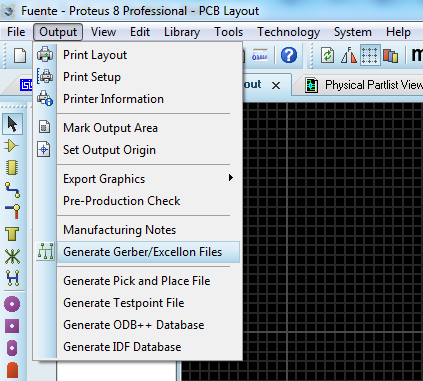 Fuente - Proteus 8 Professional - PCB Layout
File Output View Edit Library Tools Technology System Help
out × Physical Partlist View
Print Layout
Print Setup
Printer Information
Mark Output Area
Set Output Origin
Export Graphics
Pre-Production Check
Manufacturing Notes
Generate Gerber/Excellon Files
Generate Pick and Place File
Generate Testpoint File
Generate ODB++ Database
Generate IDF Database